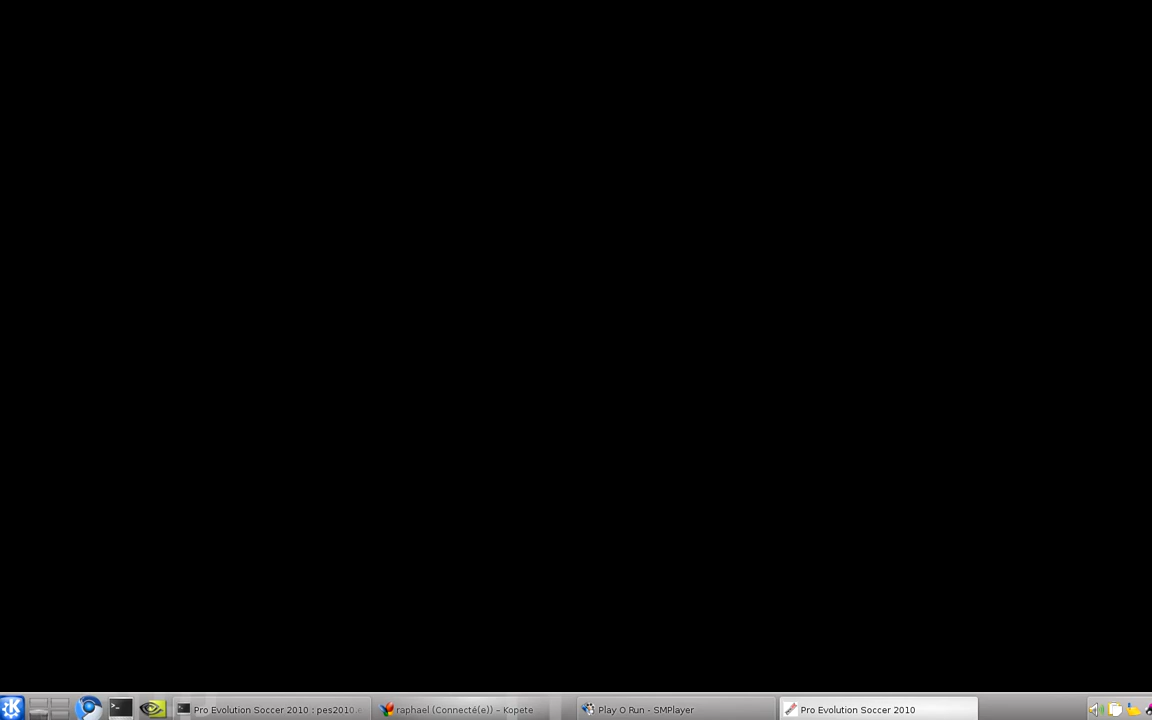 Pro Evolution Soccer 2010 : pes2010.e
raphael (Connecté(e)) – Kopete
Play O Run - SMPlayer
Pro Evolution Soccer 2010